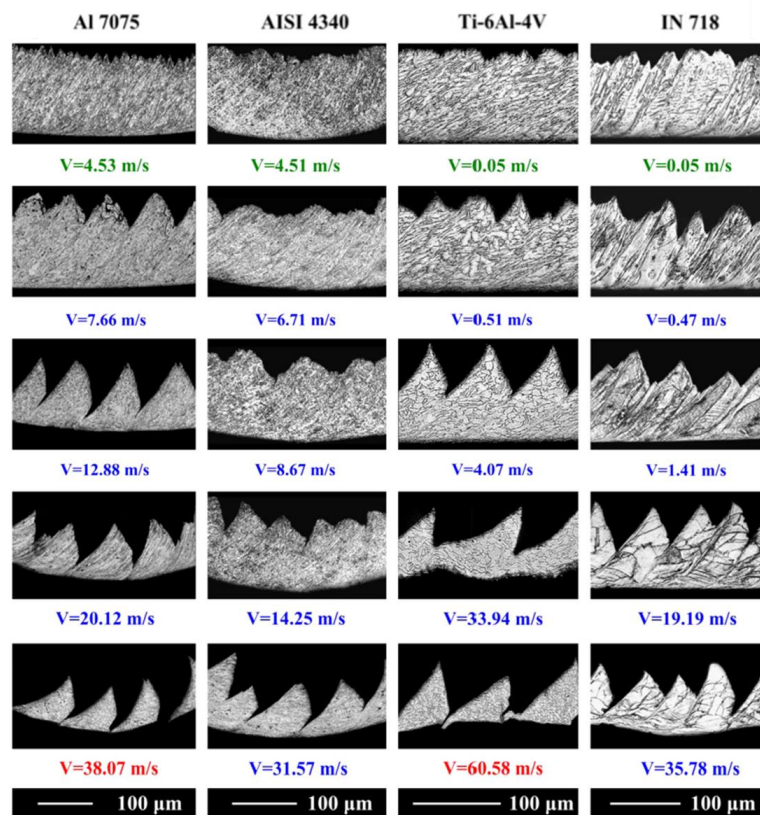 Al 7075 AISI 4340 Ti-6Al-4V IN 718
V=4.53 m/s V=4.51 m/s V=0.05 m/s V=0.05 m/s
V=7.66 m/s V=6.71 m/s V=0.51 m/s V=0.47 m/s
V=12.88 m/s V=8.67 m/s V=4.07 m/s V=1.41 m/s
V=20.12 m/s V=14.25 m/s V=33.94 m/s V=19.19 m/s
V=38.07 m/s V=31.57 m/s V=60.58 m/s V=35.78 m/s
100 μm 100 μm 100 μm 100 μm